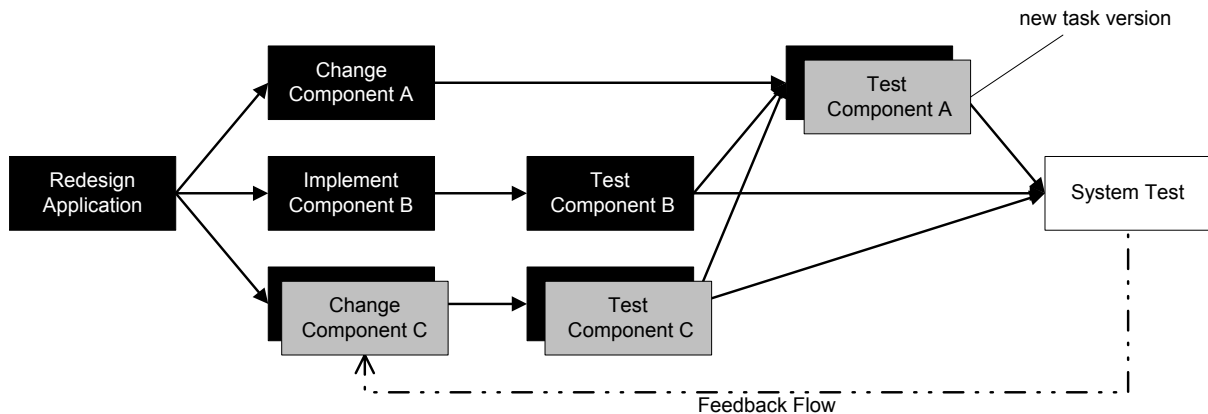 new task version
Change
Component A
Test
Component A
Redesign
Application
Implement
Component B
Test
Component B
System Test
Change
Component C
Test
Component C
Feedback Flow